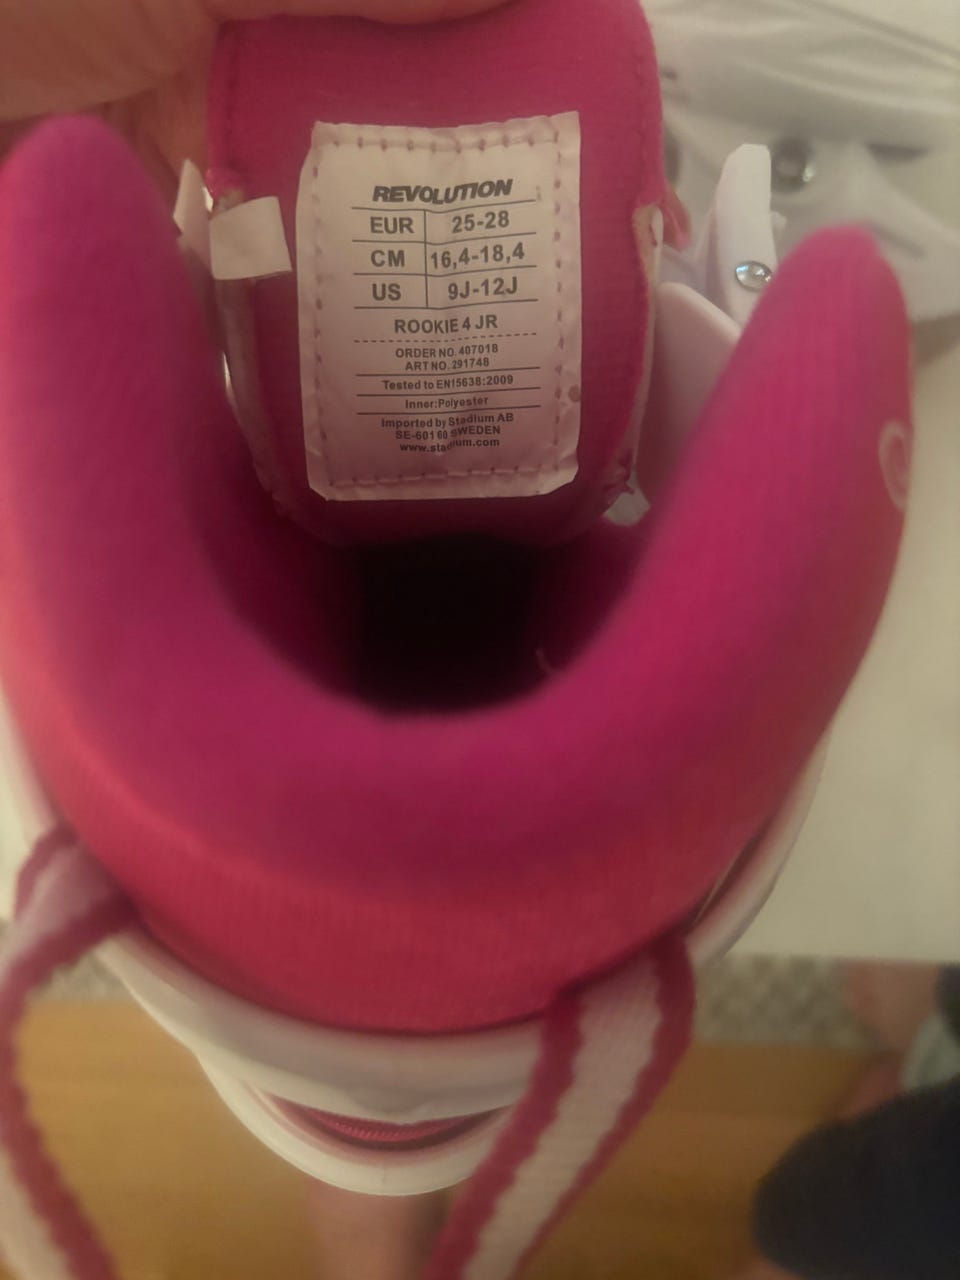 REVOLUTION
EUR 25-28
CM 16,4-18,4
US 9J-12J
ROOKIE 4 JR
ORDER NO. 407018
ART NO. 291748
Tested to EN15638:2009
Inner:Polyester
Imported by Stadium AB
SE-601 60 SWEDEN
www.stadium.com